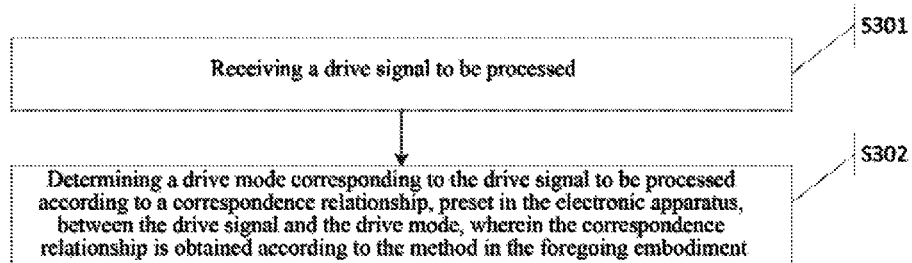 S301
Receiving a drive signal to be processed
S302
Determining a drive mode corresponding to the drive signal to be processed
according to a correspondence relationship, preset in the electronic apparatus,
between the drive signal and the drive mode, wherein the correspondence
relationship is obtained according to the method in the foregoing embodiment